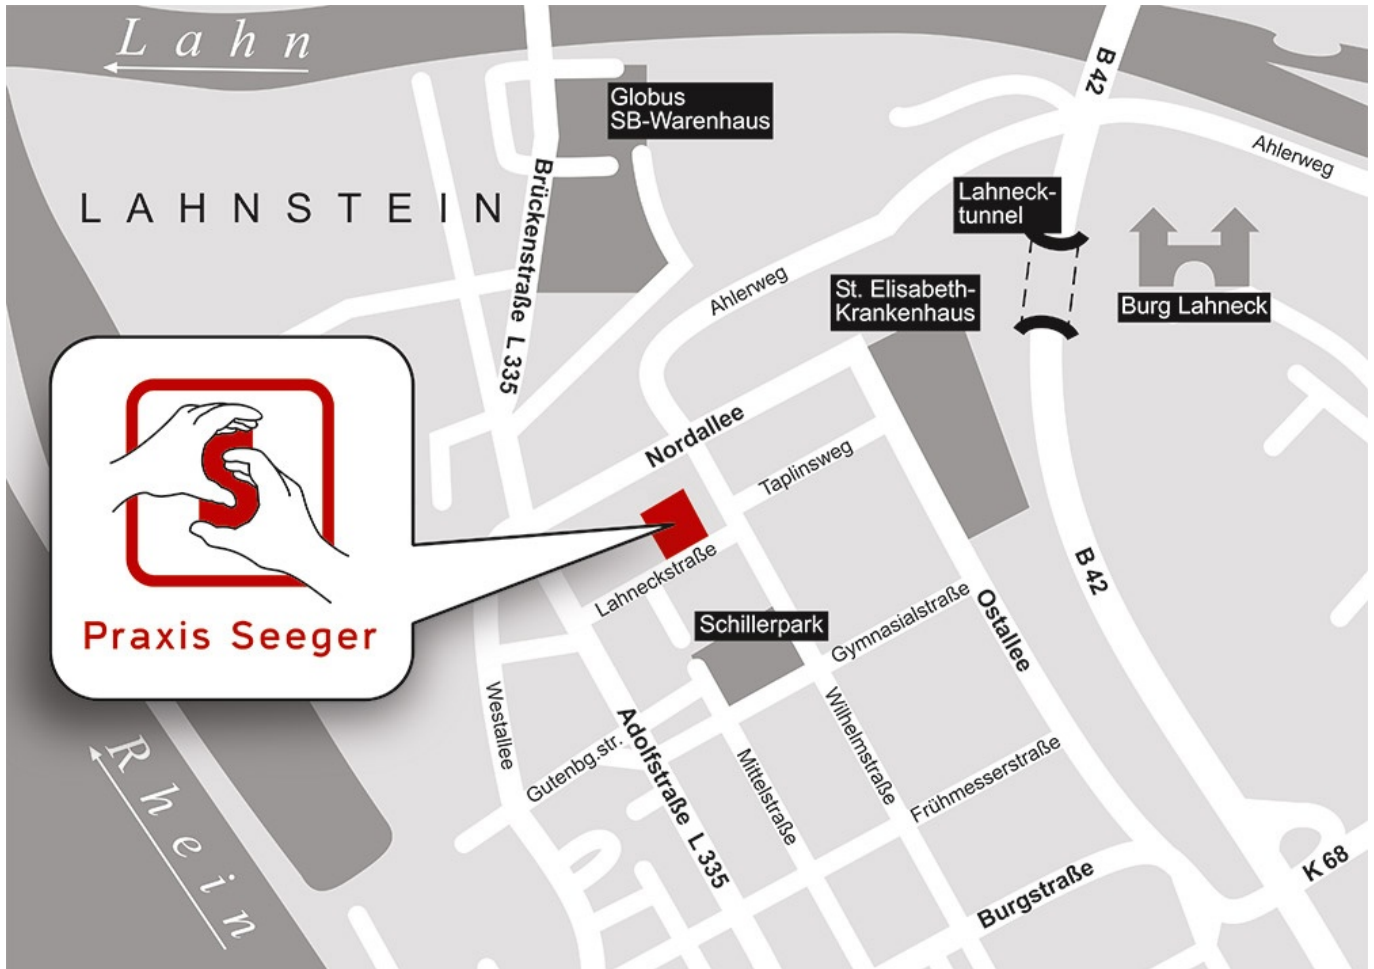 Lahn
B 42
Globus
SB-Warenhaus
Ahlerweg
LAHNSTEIN
Brückenstraße L 335
Lahneck-
tunnel
Ahlerweg
St. Elisabeth-
Krankenhaus
Burg Lahneck
Nordallee
Taplinsweg
S
Praxis Seeger
Lahneckstraße
Schillerpark
Gymnasialstraße
Ostallee
B 42
Westallee
Gutenbg.str.
Adolfstraße L 335
Mittelstraße
Wilhelmstraße
Frühmesserstraße
Rhein
Burgstraße
K 68